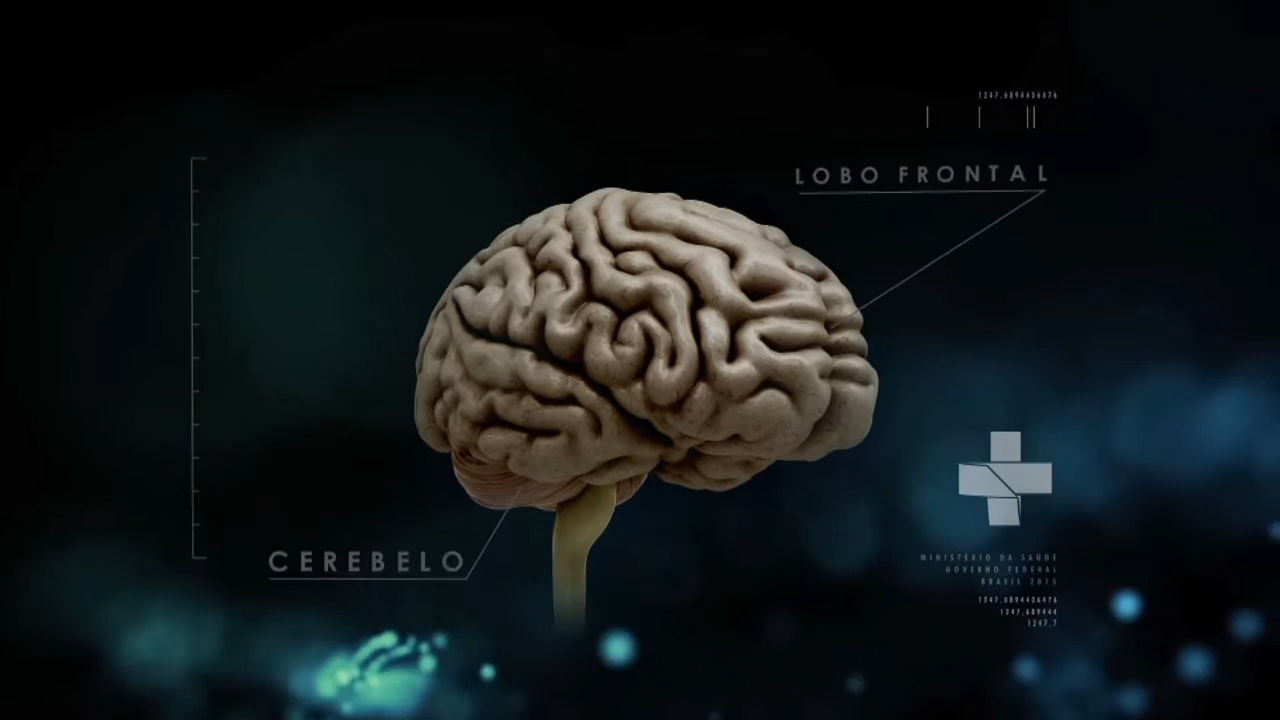 1247,6894436476
LOBO FRONTAL
CEREBELO
MINISTÉRIO DA SAÚDE
GOVERNO FEDERAL
BRASIL 2015
1247,6894436476
1247,689444
1247,7